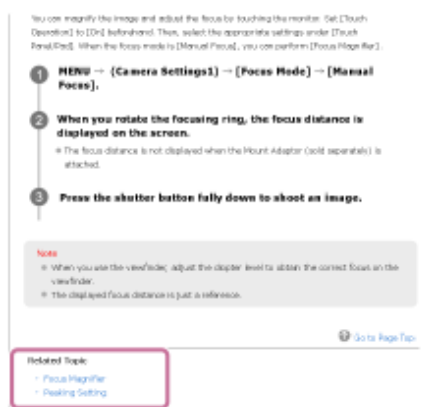 You can magnify the image and adjust the focus by touching the monitor. Set [Touch
Operation] to [On] beforehand. Then, select the appropriate settings under [Touch
Panel/Pad]. When the focus mode is [Manual Focus], you can perform [Focus Magnifier].
1 MENU → (Camera Settings1) → [Focus Mode] → [Manual
Focus].
2 When you rotate the focusing ring, the focus distance is
displayed on the screen.
The focus distance is not displayed when the Mount Adaptor (sold separately) is
attached.
3 Press the shutter button fully down to shoot an image.
Note
When you use the viewfinder, adjust the diopter level to obtain the correct focus on the
viewfinder.
The displayed focus distance is just a reference.
Go to Page Top
Related Topic
Focus Magnifier
Peaking Setting